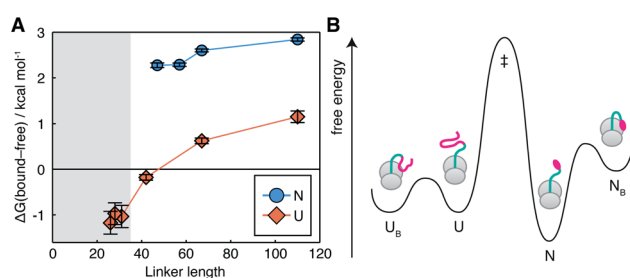 A
ΔG(bound–free) / kcal mol⁻¹
3
2
1
0
-1
0 20 40 60 80 100 120
Linker length
N
U
B
free energy
‡
U_B
U
N
N_B